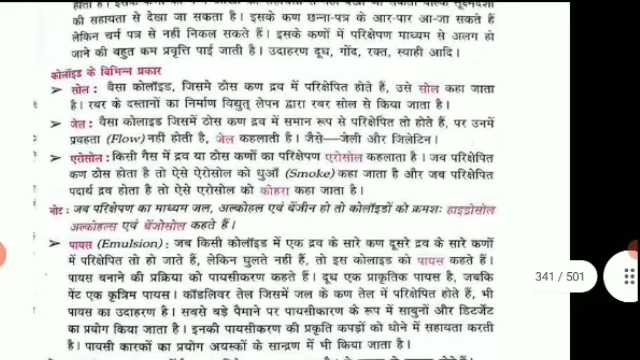 की सहायता से देखा जा सकता है। इसके कण छन्ना-पत्र के आर-पार आ-जा सकते हैं
लेकिन चर्म पत्र से नहीं निकल सकते हैं। इसके कणों में परिक्षेपण माध्यम से अलग हो
जाने की बहुत कम प्रवृत्ति पाई जाती है। उदाहरण दूध, गोंद, रक्त, स्याही आदि।
कोलॉइड के विभिन्न प्रकार
➤ सोल : वैसा कोलॉइड, जिसमे ठोस कण द्रव में परिक्षेपित होते हैं, उसे सोल कहा जाता
है। रबर के दस्तानों का निर्माण विद्युत् लेपन द्वारा रबर सोल से किया जाता है।
➤ जेल : वैसा कोलाइड जिसमें ठोस कण द्रव में समान रूप से परिक्षेपित तो होते हैं, पर उनमें
प्रवहता (Flow) नही होती है, जेल कहलाती है। जैसे—जेली और जिलेटिन।
➤ एरोसोल : किसी गैस में द्रव या ठोस कणों का परिक्षेपण एरोसोल कहलाता है। जब परिक्षेपित
कण ठोस होता है तो ऐसे ऐरोसोल को धुआँ (Smoke) कहा जाता है और जब परिक्षेपित
पदार्थ द्रव होता है तो ऐसे एरोसोल को कोहरा कहा जाता है।
नोट : जब परिक्षेपण का माध्यम जल, अल्कोहल एवं बेंजीन हो तो कोलॉइडों को क्रमशः हाइड्रोसोल
अल्कोहल्स एवं बेंजोसोल कहते हैं।
➤ पायस (Emulsion) : जब किसी कोलॉइड में एक द्रव के सारे कण दूसरे द्रव के सारे कणों
में परिक्षेपित तो हो जाते हैं, लेकिन घुलते नहीं हैं, तो इस कोलाइड को पायस कहते हैं।
पायस बनाने की प्रक्रिया को पायसीकरण कहते हैं। दूध एक प्राकृतिक पायस है, जबकि
पेंट एक कृत्रिम पायस। कॉडलिवर तेल जिसमें जल के कण तेल में परिक्षेपित होते हैं, भी
पायस का उदाहरण है। सबसे बड़े पैमाने पर पायसीकारण के रूप में साबुनों और डिटर्जेंट
का प्रयोग किया जाता है। इनकी पायसीकरण की प्रकृति कपड़ों को धोने में सहायता करती
है। पायसी कारकों का प्रयोग अयस्कों के सान्द्रण में भी किया जाता है।
341 / 501